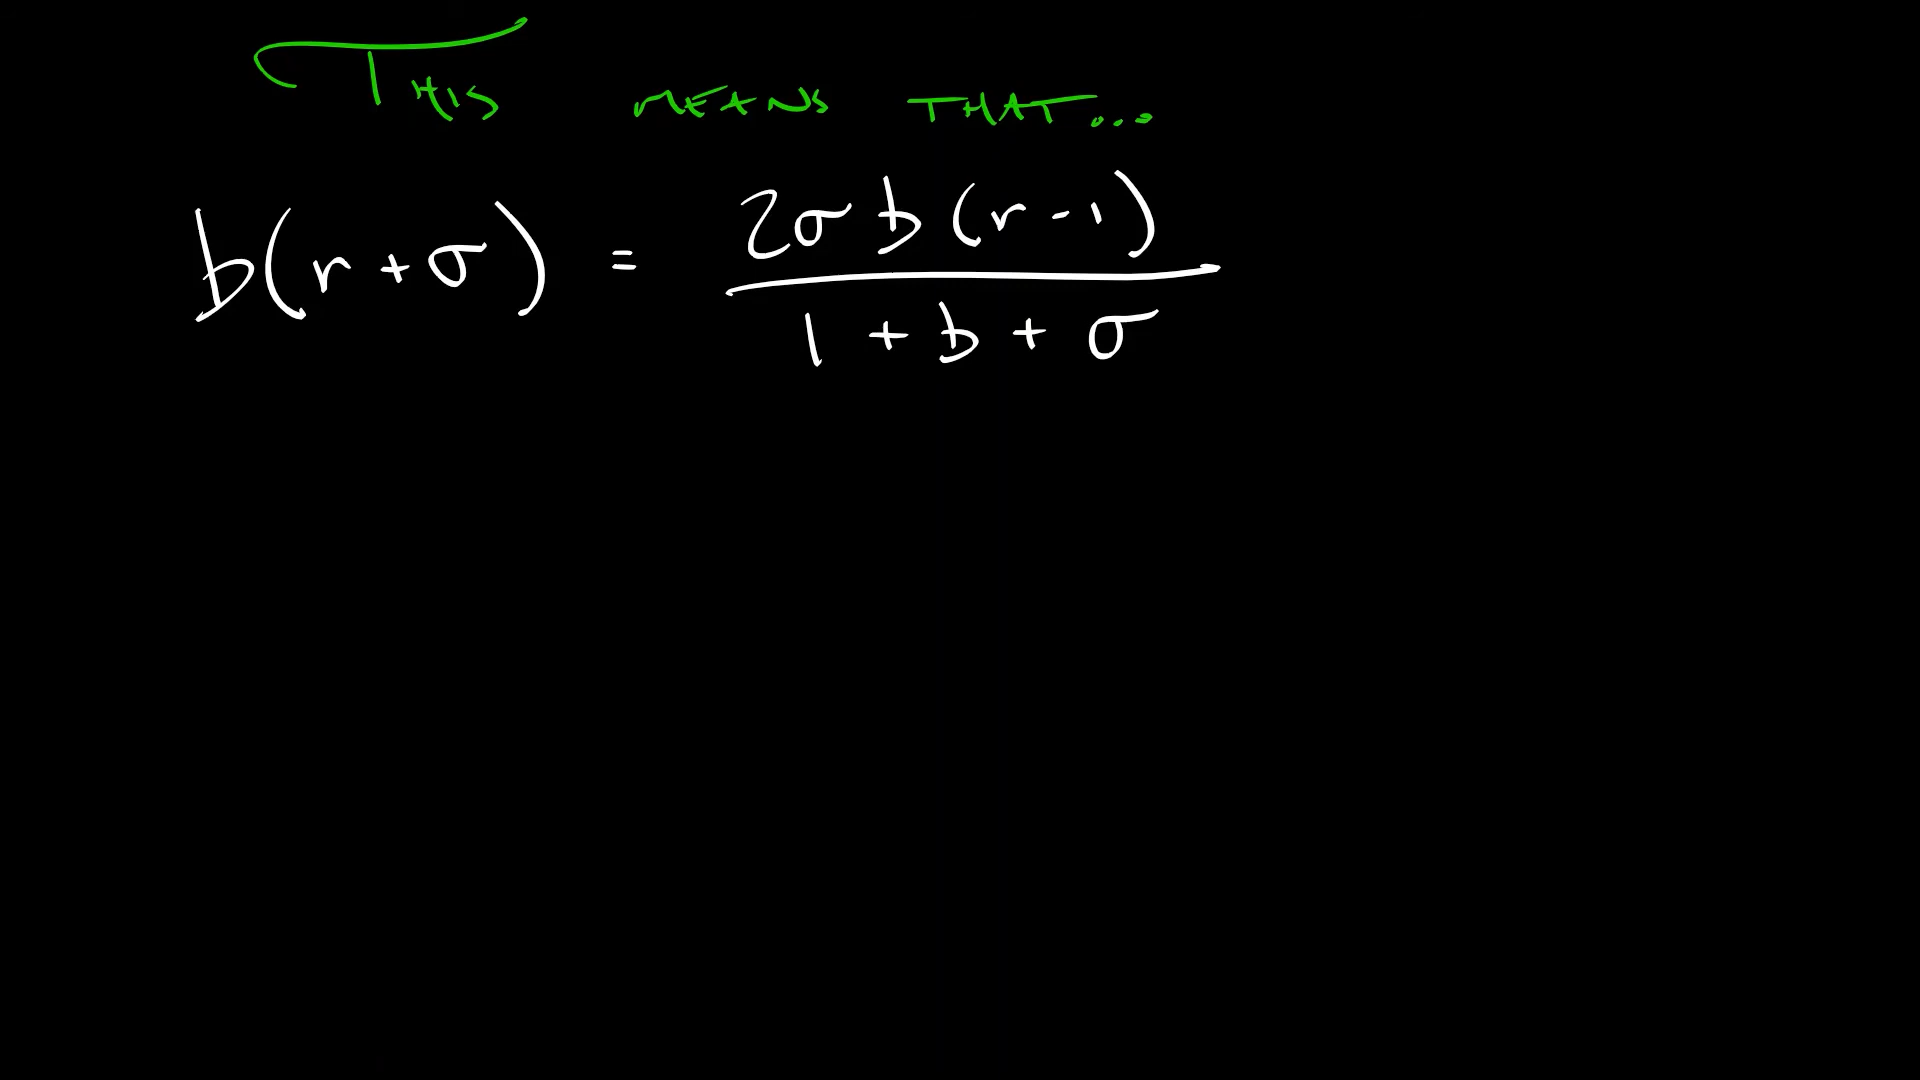 THIS MEANS THAT...
b(r+σ) = 2σb(r-1)
1 + b + σ